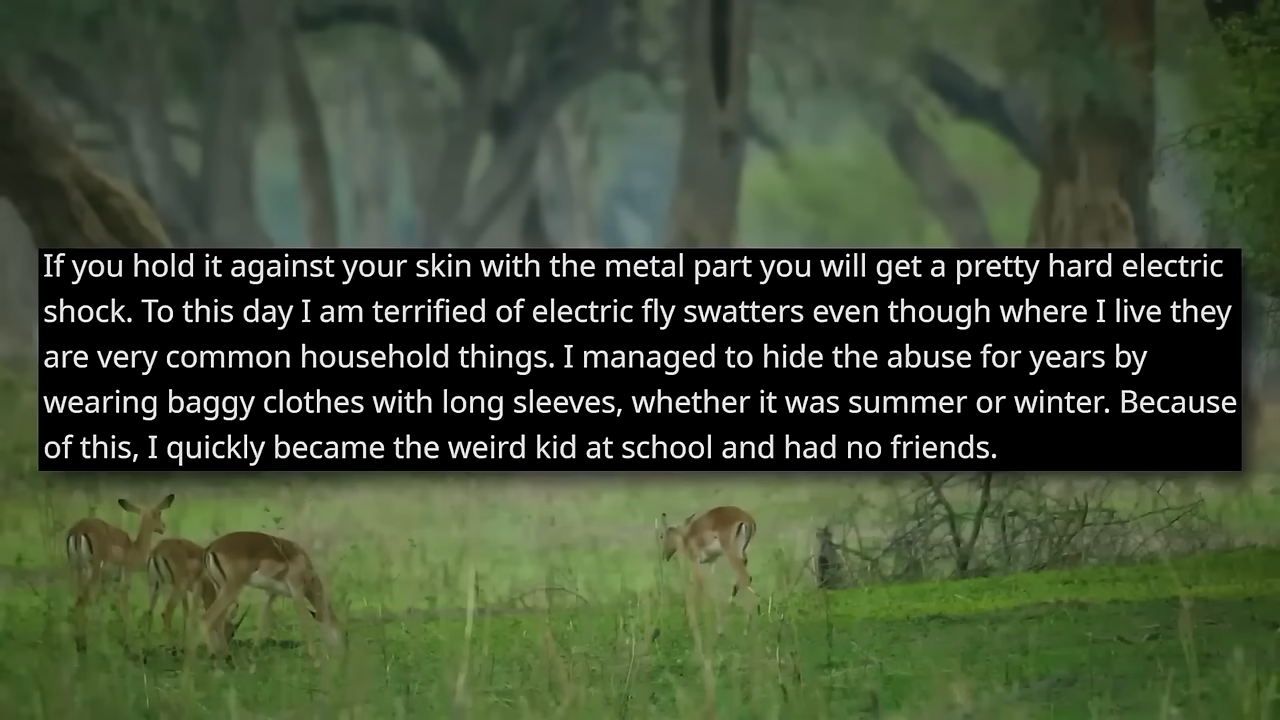 If you hold it against your skin with the metal part you will get a pretty hard electric
shock. To this day I am terrified of electric fly swatters even though where I live they
are very common household things. I managed to hide the abuse for years by
wearing baggy clothes with long sleeves, whether it was summer or winter. Because
of this, I quickly became the weird kid at school and had no friends.